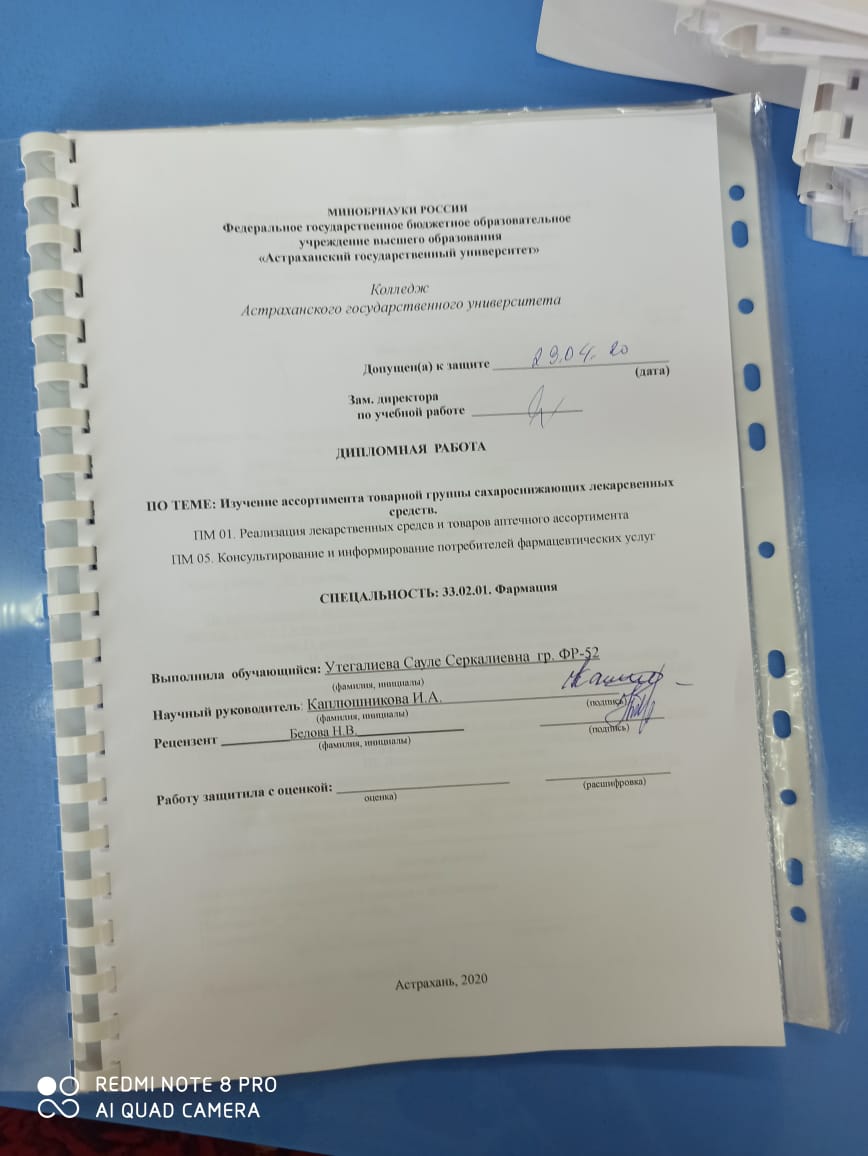 МИНОБРНАУКИ РОССИИ
Федеральное государственное бюджетное образовательное
учреждение высшего образования
«Астраханский государственный университет»
Колледж
Астраханского государственного университета
Допущен(а) к защите 29.04. 20
(дата)
Зам. директора
по учебной работе
ДИПЛОМНАЯ РАБОТА
ПО ТЕМЕ: Изучение ассортимента товарной группы сахароснижающих лекарсвенных
средств.
ПМ 01. Реализация лекарственных средсв и товаров аптечного ассортимента
ПМ 05. Консультирование и информирование потребителей фармацевтических услуг
СПЕЦАЛЬНОСТЬ: 33.02.01. Фармация
Выполнила обучающийся: Утегалиева Сауле Серкалиевна гр. ФР-52
(фамилия, инициалы)
Научный руководитель: Каплюшникова И.А.
(фамилия, инициалы) (подпись)
Рецензент Белова Н.В.
(фамилия, инициалы) (подпись)
Работу защитила с оценкой:
оценка) (расшифровка)
Астрахань, 2020
REDMI NOTE 8 PRO
AI QUAD CAMERA